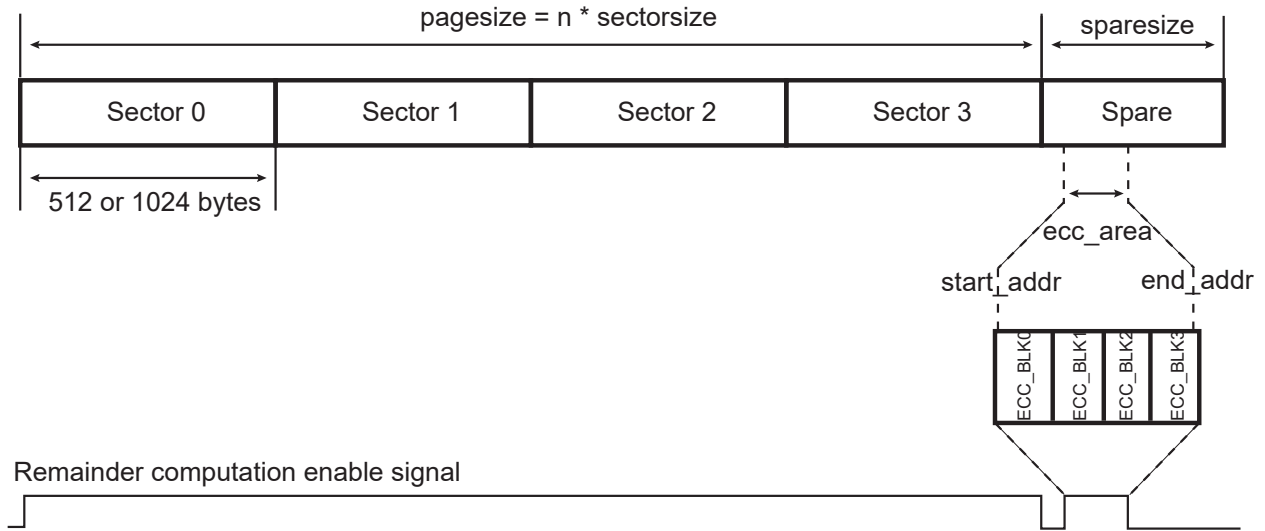 pagesize = n * sectorsize
sparesize
Sector 0
Sector 1
Sector 2
Sector 3
Spare
512 or 1024 bytes
ecc_area
start_addr
end_addr
ECC_BLK0
ECC_BLK1
ECC_BLK2
ECC_BLK3
Remainder computation enable signal